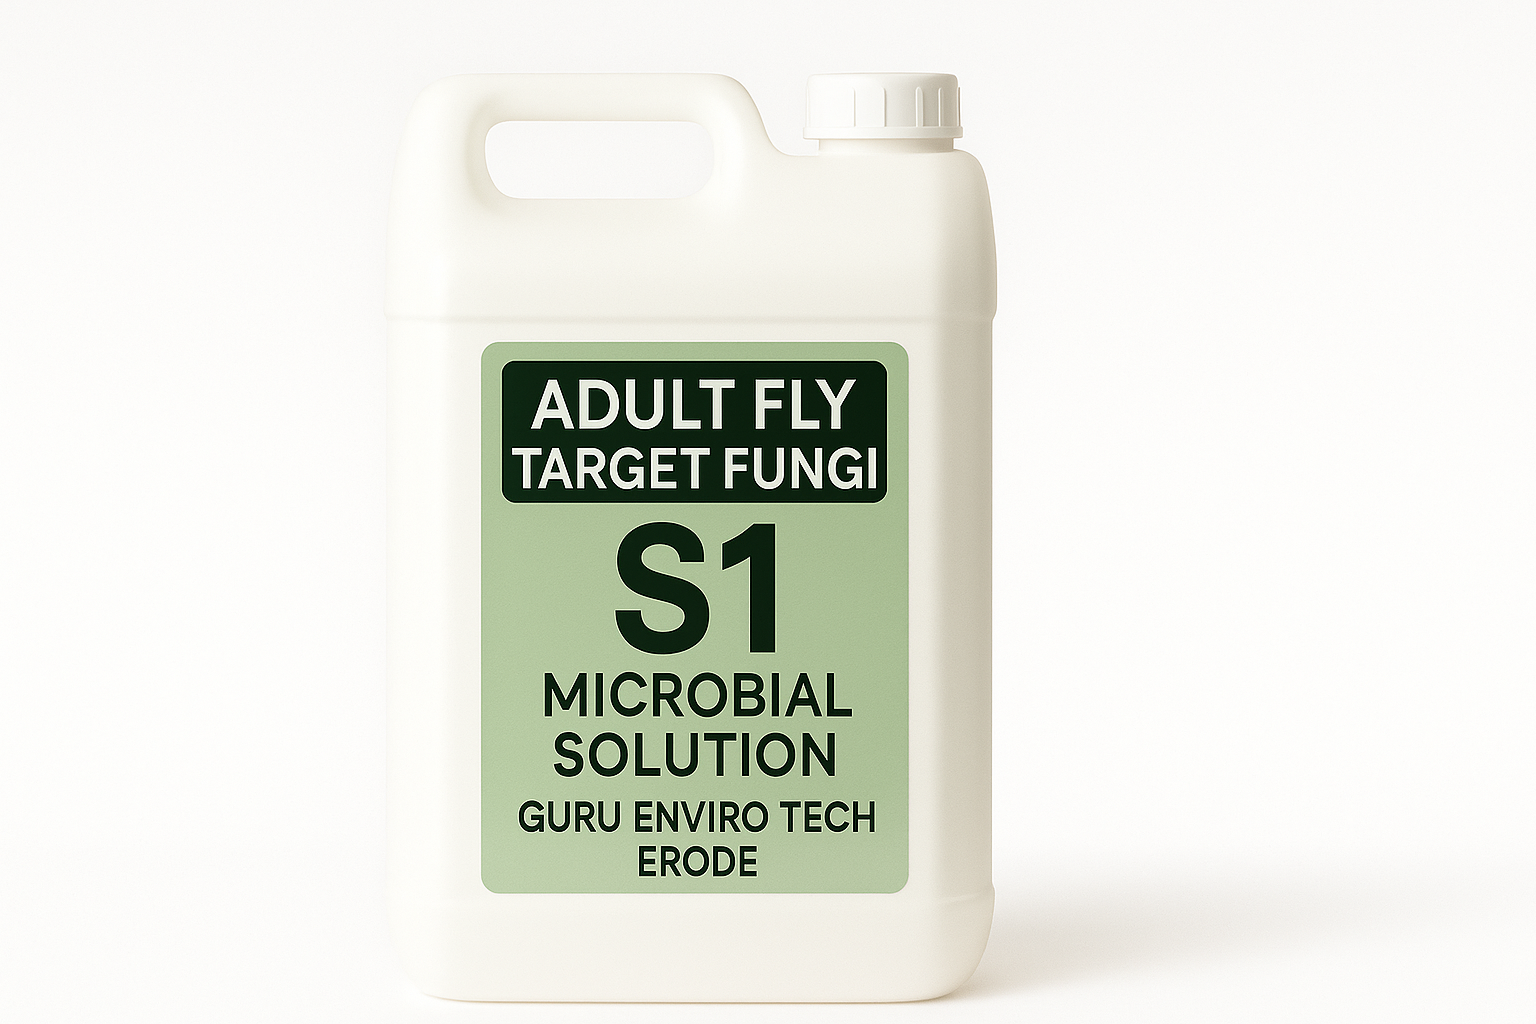 ADULT FLY
TARGET FUNGI
S1
MICROBIAL
SOLUTION
GURU ENVIRO TECH
ERODE